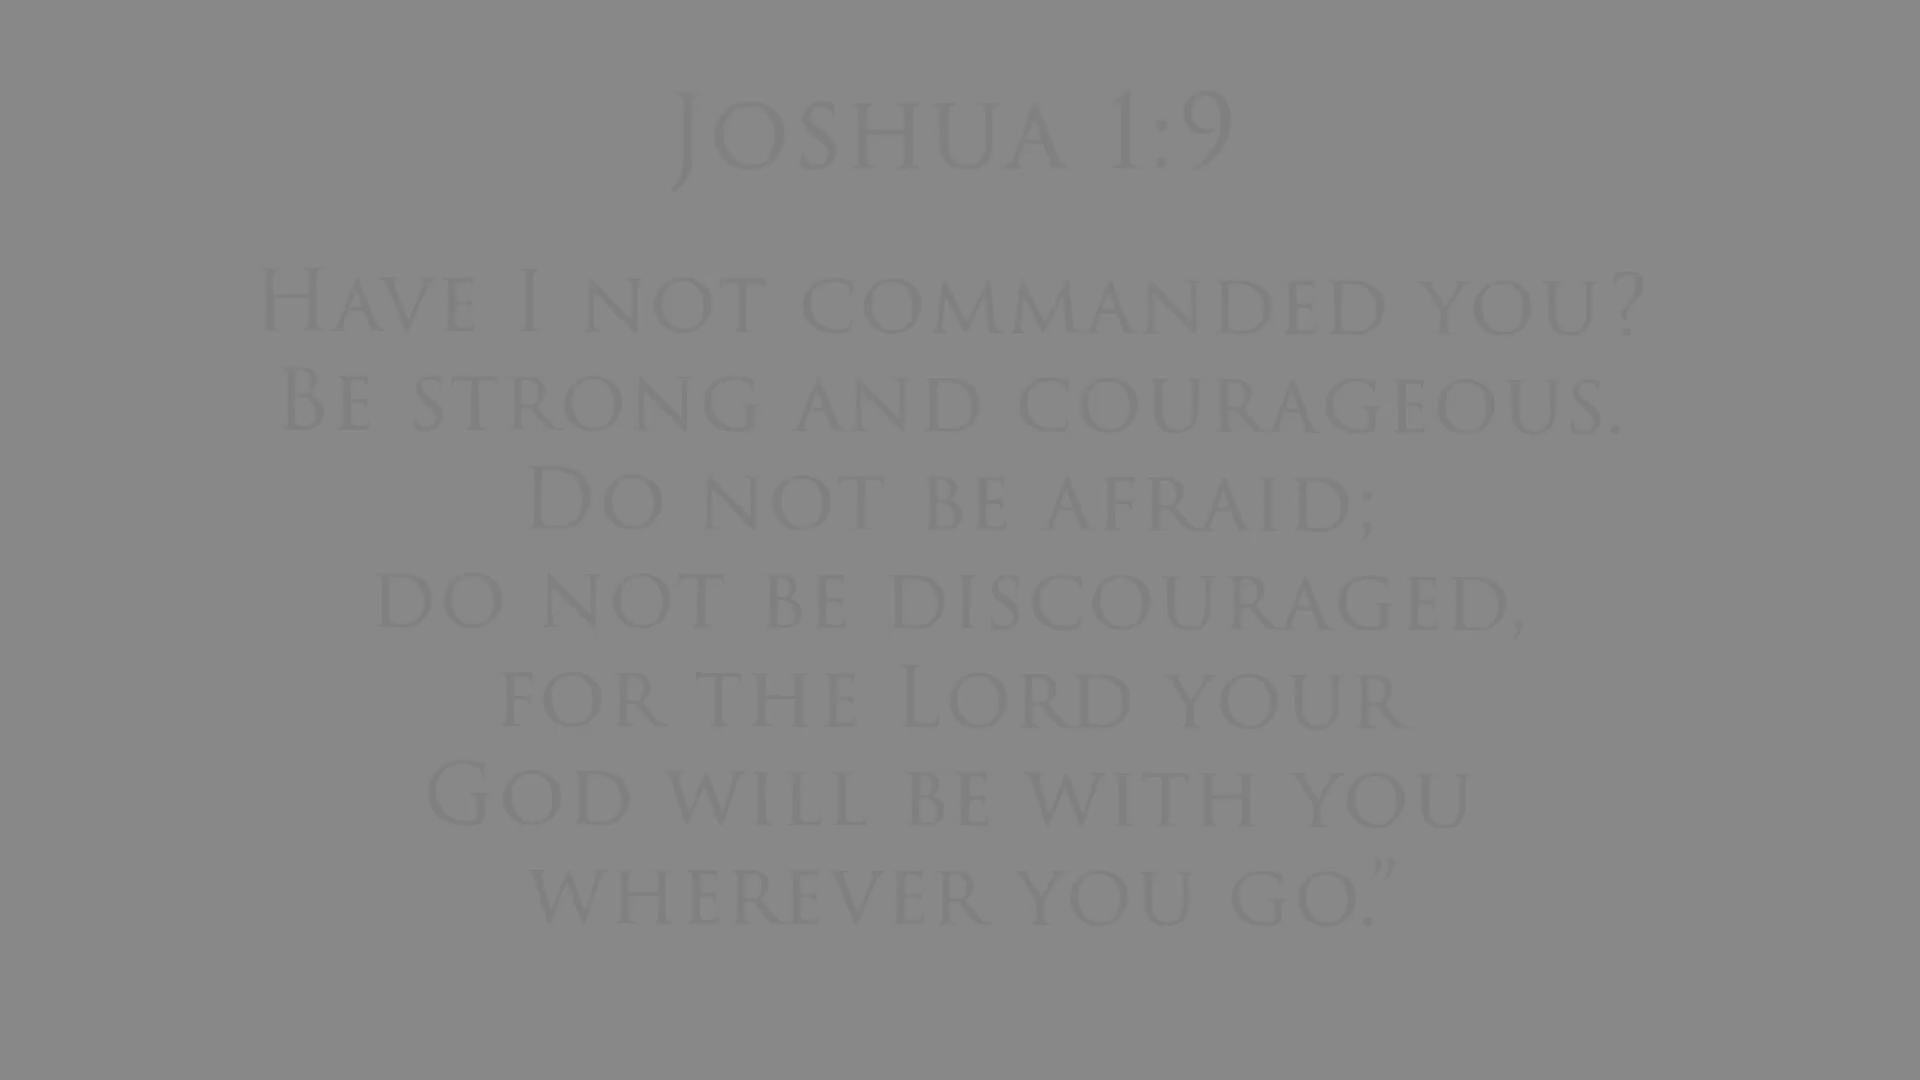 Joshua 1:9
Have I not commanded you?
Be strong and courageous.
Do not be afraid;
do not be discouraged,
for the Lord your
God will be with you
wherever you go.”